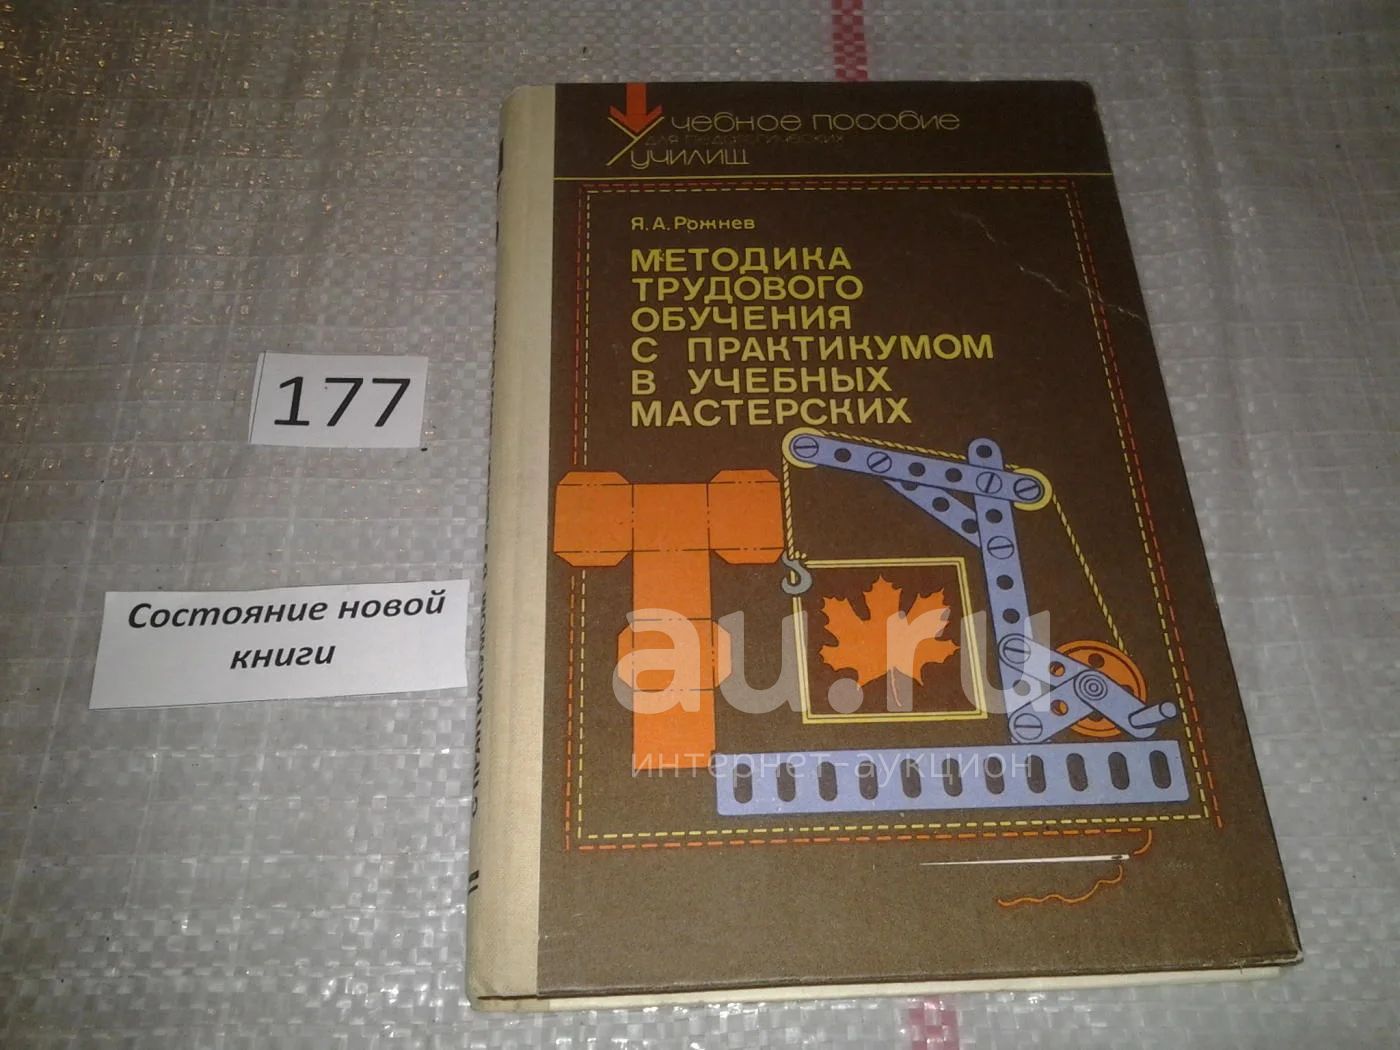 Учебное пособие
для педагогических
училищ
Я. А. Рожнев
МЕТОДИКА
ТРУДОВОГО
ОБУЧЕНИЯ
С ПРАКТИКУМОМ
В УЧЕБНЫХ
МАСТЕРСКИХ
177
Состояние новой
книги
au.ru
интернет-аукцион